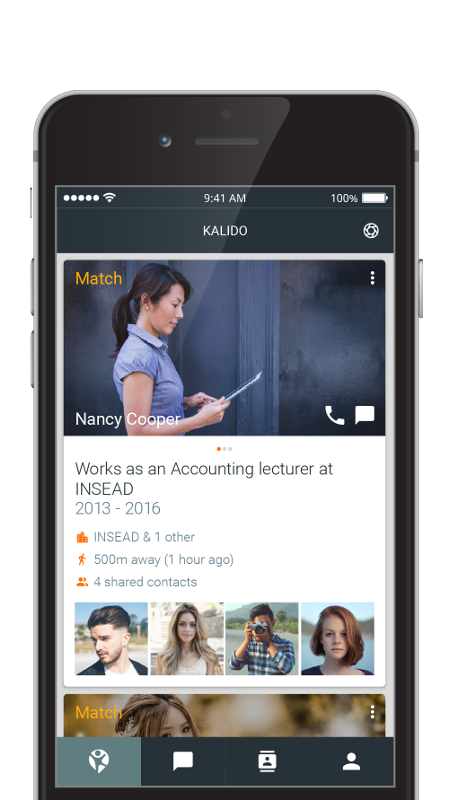 9:41 AM
100%
KALIDO
Match
Nancy Cooper
Works as an Accounting lecturer at
INSEAD
2013 - 2016
INSEAD & 1 other
500m away (1 hour ago)
4 shared contacts
Match